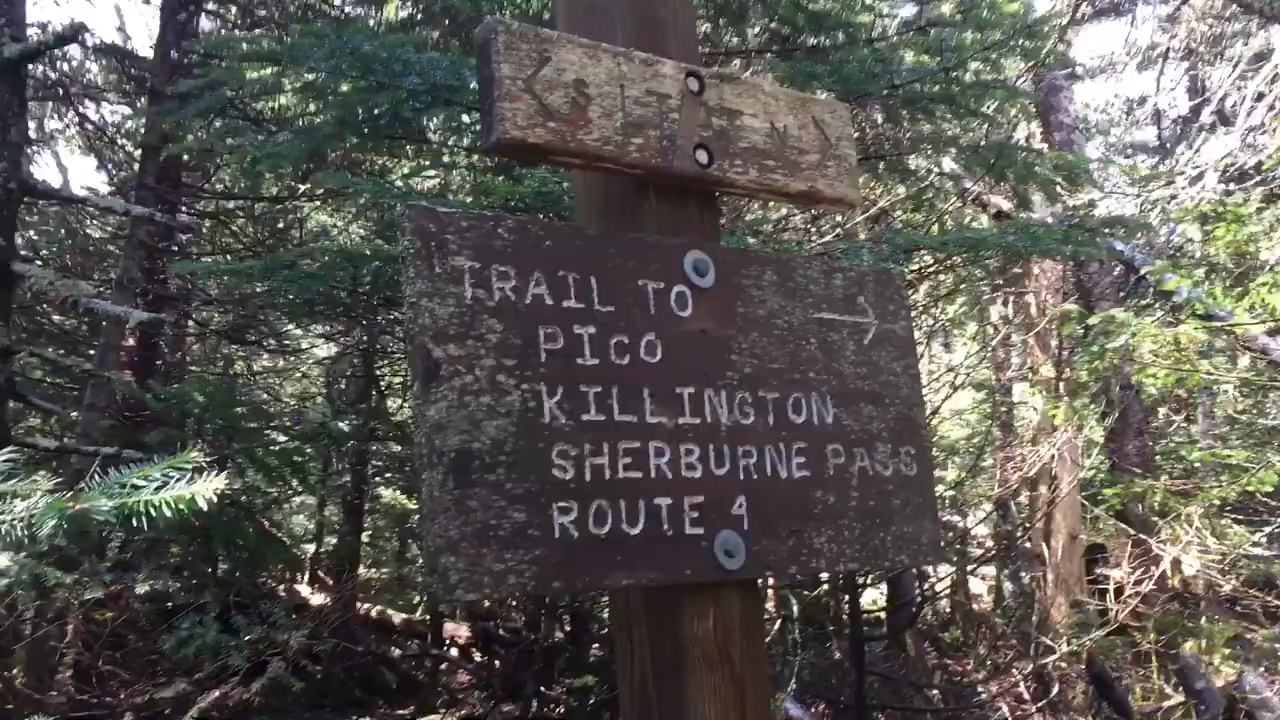 < S I T A N >
TRAIL TO →
PICO
KILLINGTON
SHERBURNE PASS
ROUTE 4